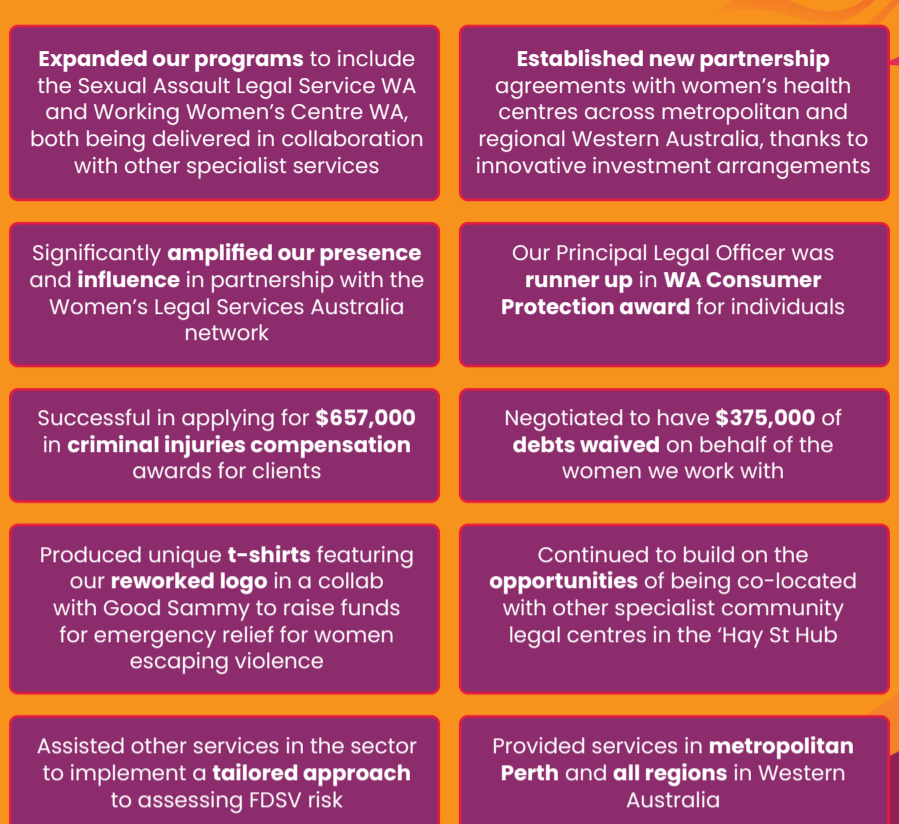 Expanded our programs to include
the Sexual Assault Legal Service WA
and Working Women's Centre WA,
both being delivered in collaboration
with other specialist services
Established new partnership
agreements with women's health
centres across metropolitan and
regional Western Australia, thanks to
innovative investment arrangements
Significantly amplified our presence
and influence in partnership with the
Women's Legal Services Australia
network
Our Principal Legal Officer was
runner up in WA Consumer
Protection award for individuals
Successful in applying for $657,000
in criminal injuries compensation
awards for clients
Negotiated to have $375,000 of
debts waived on behalf of the
women we work with
Produced unique t-shirts featuring
our reworked logo in a collab
with Good Sammy to raise funds
for emergency relief for women
escaping violence
Continued to build on the
opportunities of being co-located
with other specialist community
legal centres in the ‘Hay St Hub
Assisted other services in the sector
to implement a tailored approach
to assessing FDSV risk
Provided services in metropolitan
Perth and all regions in Western
Australia